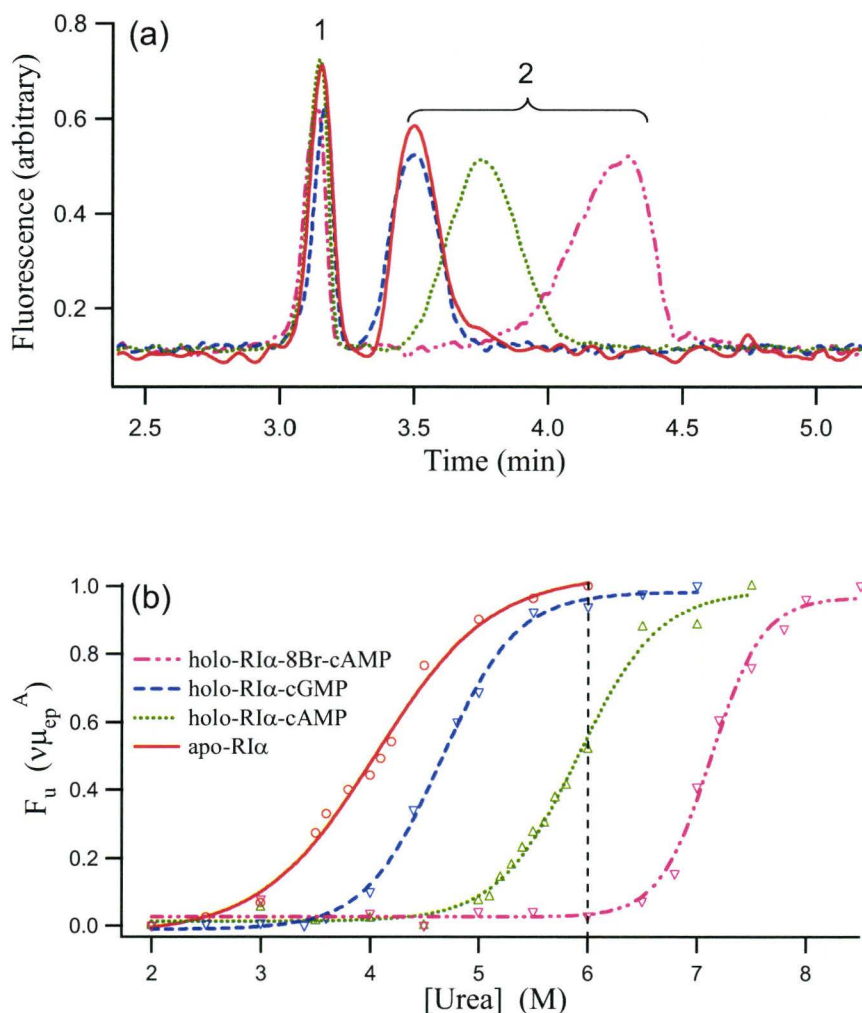 (a)
1
2
0.8
0.6
0.4
0.2
Fluorescence (arbitrary)
2.5 3.0 3.5 4.0 4.5 5.0
Time (min)
(b)
1.0
0.8
0.6
0.4
0.2
0.0
holo-RIα-8Br-cAMP
holo-RIα-cGMP
holo-RIα-cAMP
apo-RIα
Fu (νμepA)
2 3 4 5 6 7 8
[Urea] (M)